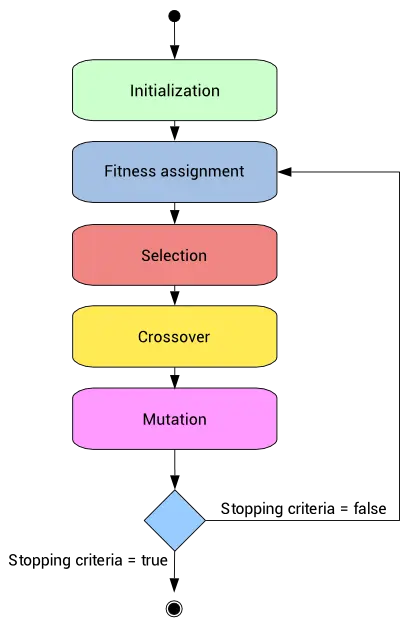 Initialization
Fitness assignment
Selection
Crossover
Mutation
Stopping criteria = false
Stopping criteria = true